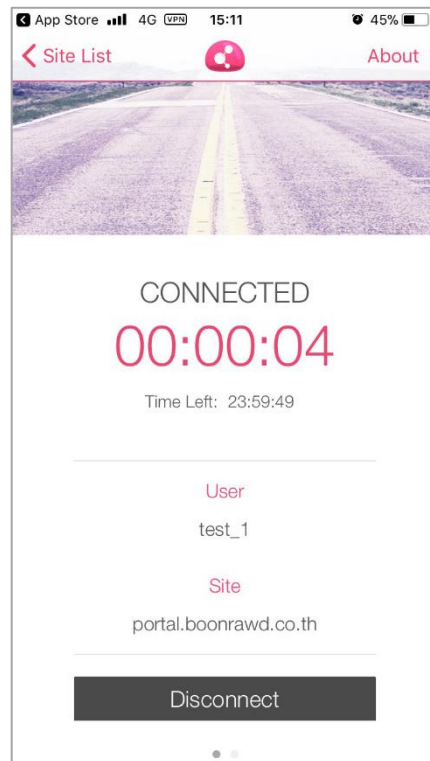 App Store 4G VPN 15:11 45%
Site List About
CONNECTED
00:00:04
Time Left: 23:59:49
User
test_1
Site
portal.boonrawd.co.th
Disconnect